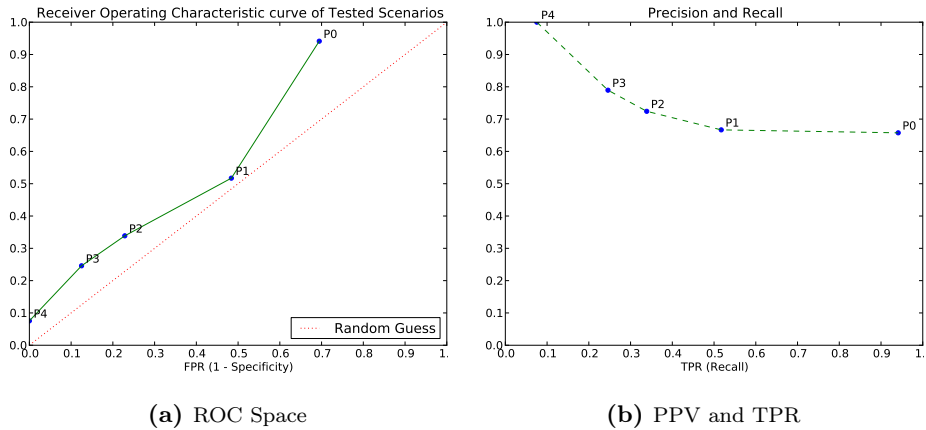 Receiver Operating Characteristic curve of Tested Scenarios
1.0
0.9
0.8
0.7
0.6
0.5
0.4
0.3
0.2
0.1
0.0
P0
P1
P2
P3
P4
Random Guess
0.0 0.1 0.2 0.3 0.4 0.5 0.6 0.7 0.8 0.9 1.
FPR (1 - Specificity)
(a) ROC Space
Precision and Recall
1.0
0.9
0.8
0.7
0.6
0.5
0.4
0.3
0.2
0.1
0.0
P4
P3
P2
P1
P0
0.0 0.1 0.2 0.3 0.4 0.5 0.6 0.7 0.8 0.9 1.
TPR (Recall)
(b) PPV and TPR